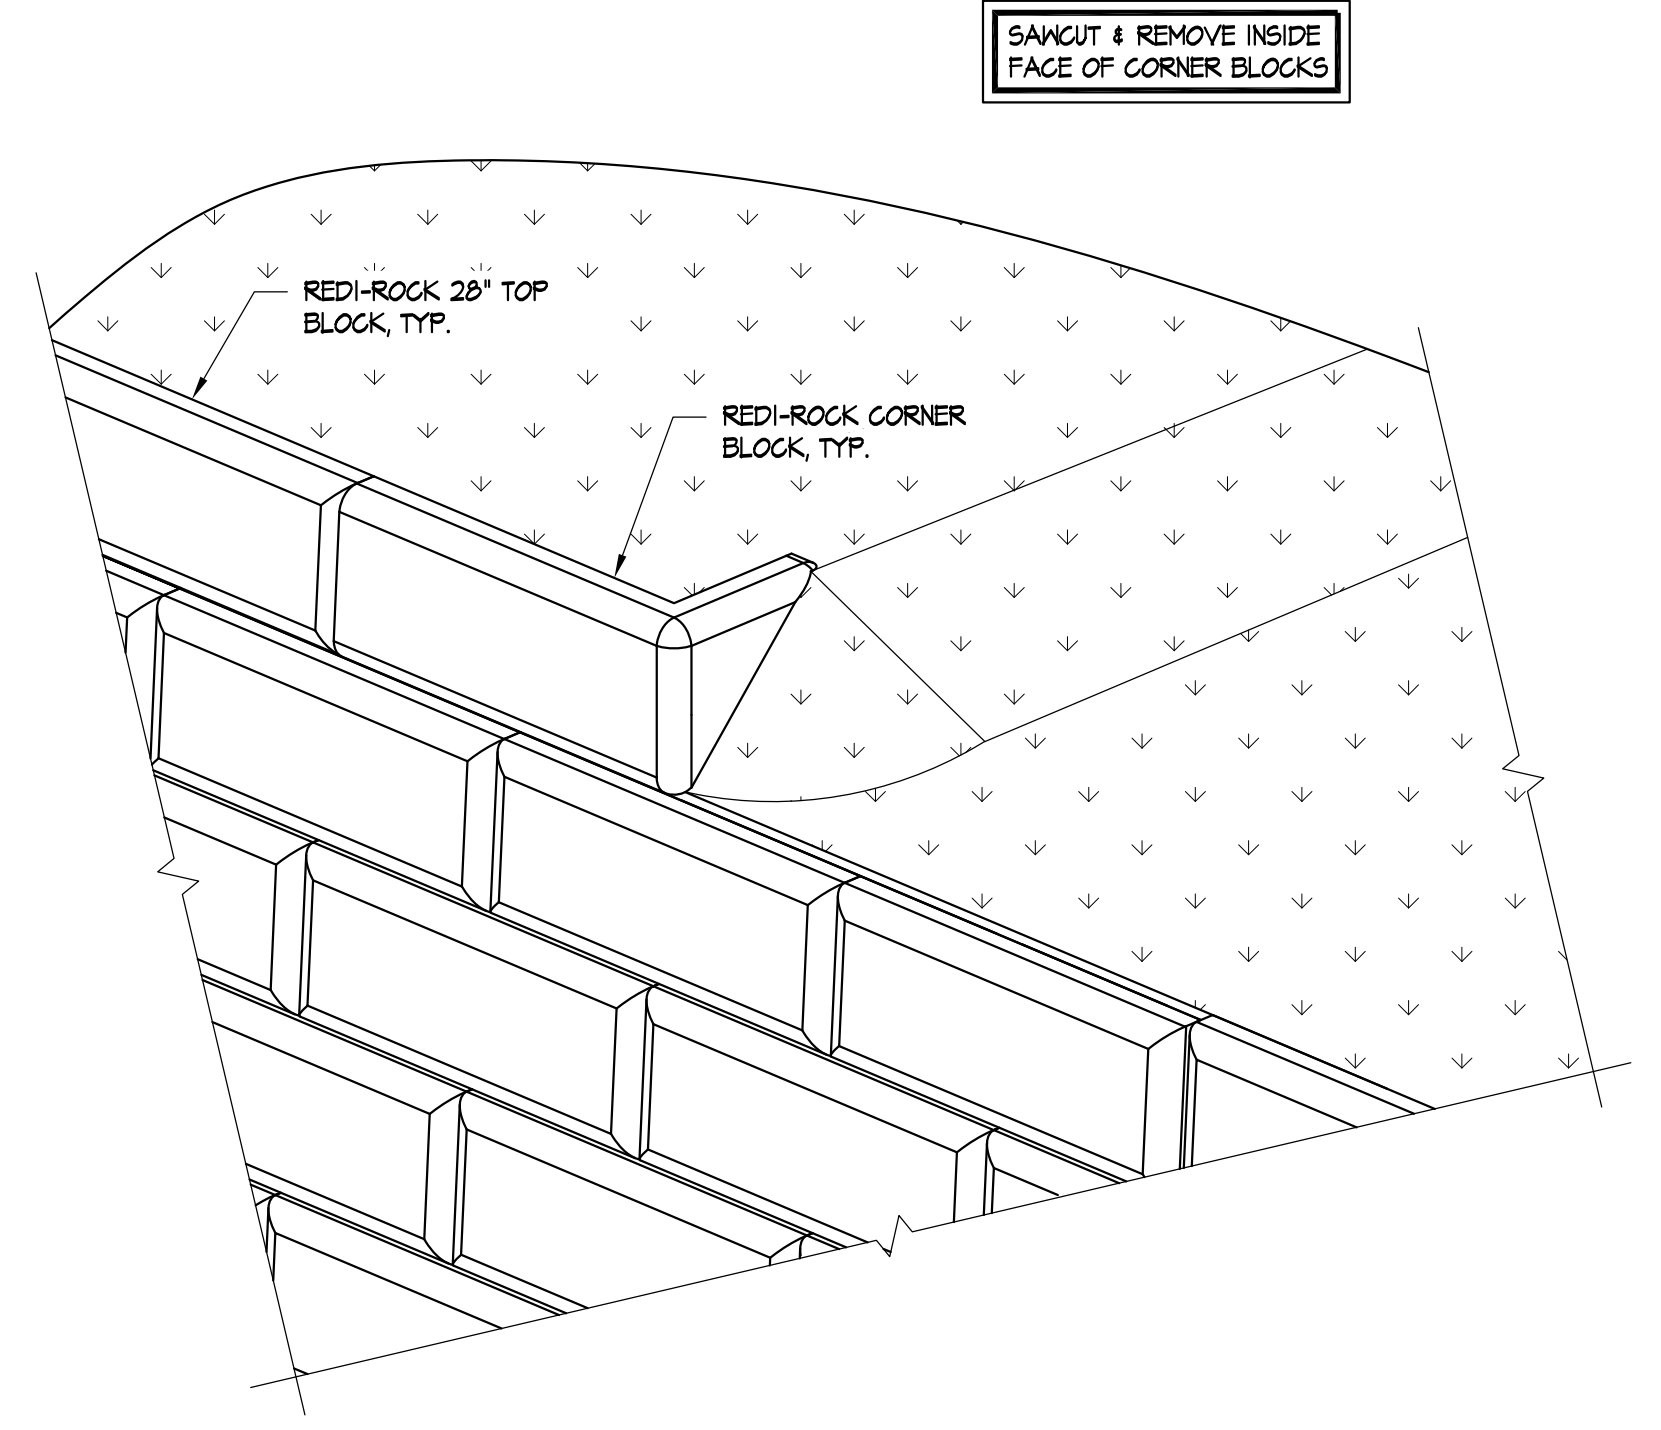 SAWCUT & REMOVE INSIDE
FACE OF CORNER BLOCKS
REDI-ROCK 28" TOP
BLOCK, TYP.
REDI-ROCK CORNER
BLOCK, TYP.